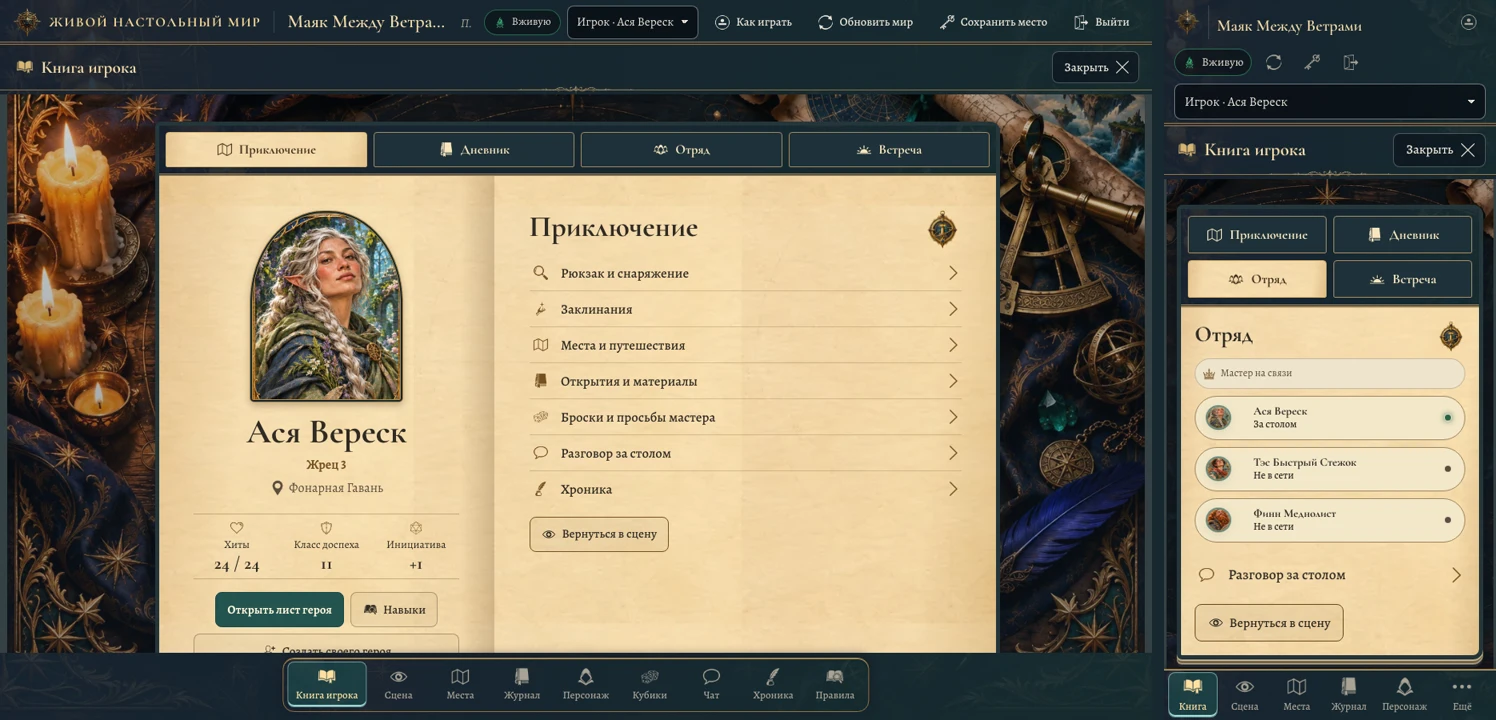 ЖИВОЙ НАСТОЛЬНЫЙ МИР
Маяк Между Ветра...
П.
Вживую
Игрок · Ася Вереск
Как играть
Обновить мир
Сохранить место
Выйти
Книга игрока
Закрыть
Приключение
Дневник
Отряд
Встреча
Ася Вереск
Жрец 3
Фонарная Гавань
Хиты
Класс доспеха
Инициатива
24 / 24
11
+1
Открыть лист героя
Навыки
Создать своего героя
Приключение
Рюкзак и снаряжение
Заклинания
Места и путешествия
Открытия и материалы
Броски и просьбы мастера
Разговор за столом
Хроника
Вернуться в сцену
Книга игрока
Сцена
Места
Журнал
Персонаж
Кубики
Чат
Хроника
Правила
Маяк Между Ветрами
Вживую
Игрок · Ася Вереск
Книга игрока
Закрыть
Приключение
Дневник
Отряд
Встреча
Отряд
Мастер на связи
Ася Вереск
За столом
Тэс Быстрый Стежок
Не в сети
Финн Медиолист
Не в сети
Разговор за столом
Вернуться в сцену
Книга
Сцена
Места
Журнал
Персонаж
Ещё